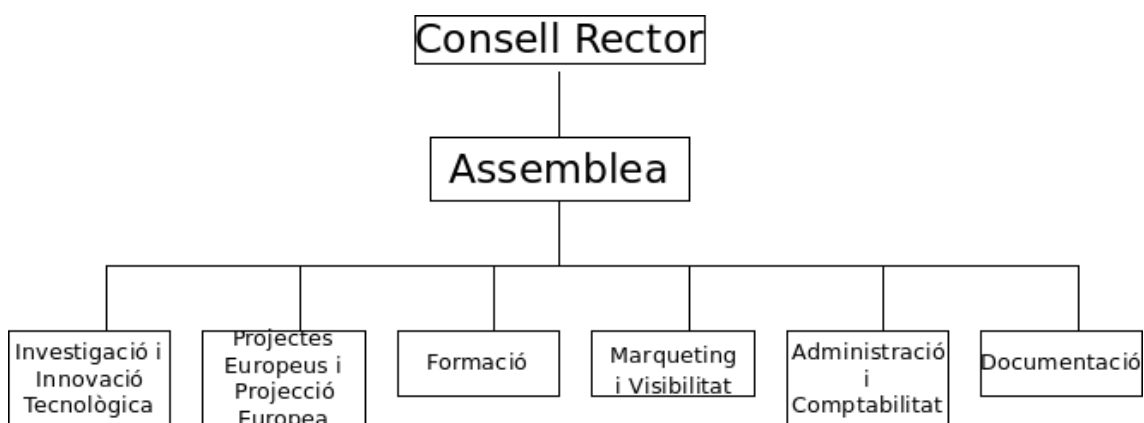 Consell Rector
Assemblea
Investigació i
Innovació
Tecnològica
Projectes
Europeus i
Projecció
Europea
Formació
Marqueting
i Visibilitat
Administració
i
Comptabilitat
Documentació